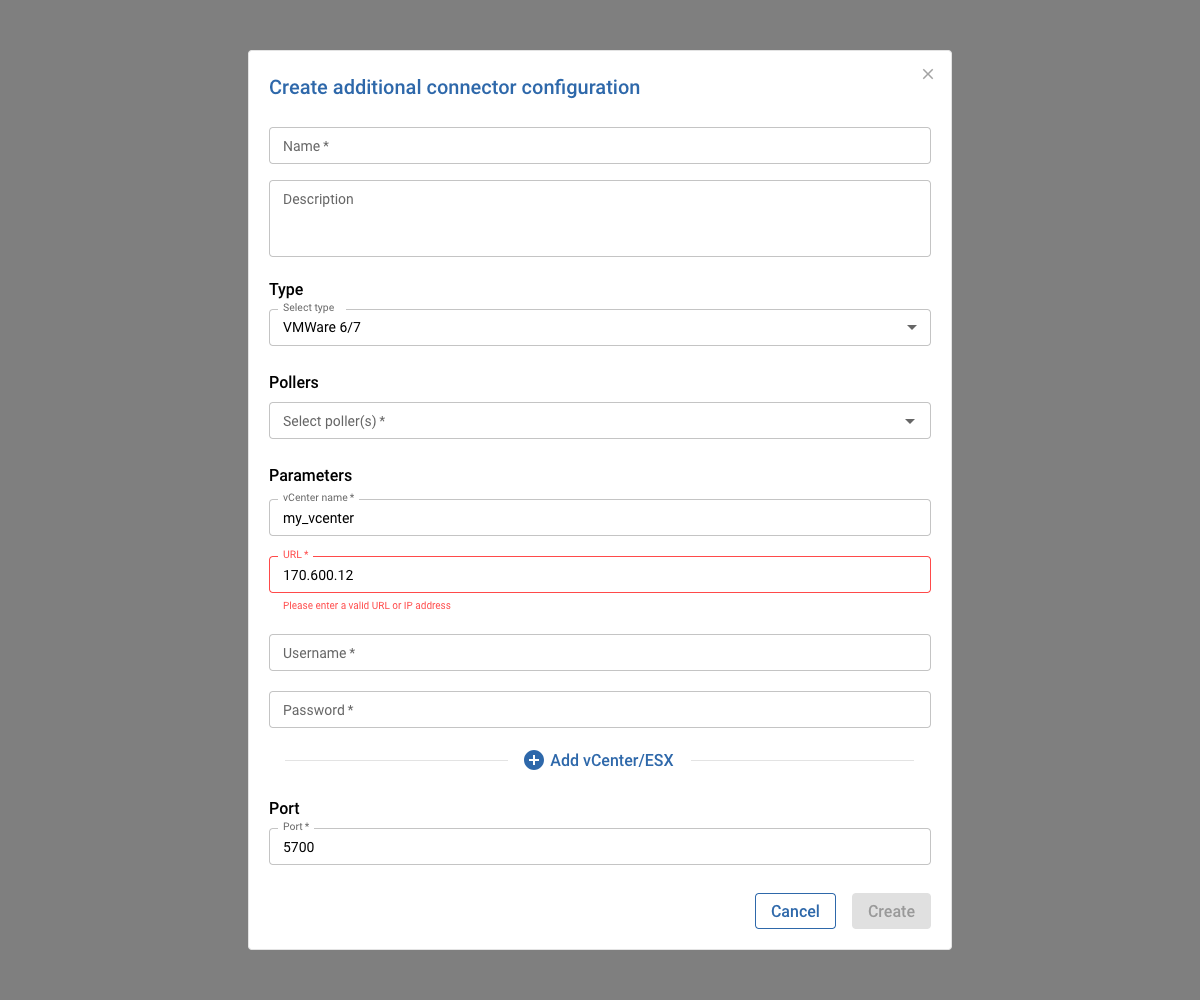 Create additional connector configuration
Name *
Description
Type
Select type
VMWare 6/7
Pollers
Select poller(s) *
Parameters
vCenter name *
my_vcenter
URL *
170.600.12
Please enter a valid URL or IP address
Username *
Password *
Add vCenter/ESX
Port
Port *
5700
Cancel
Create